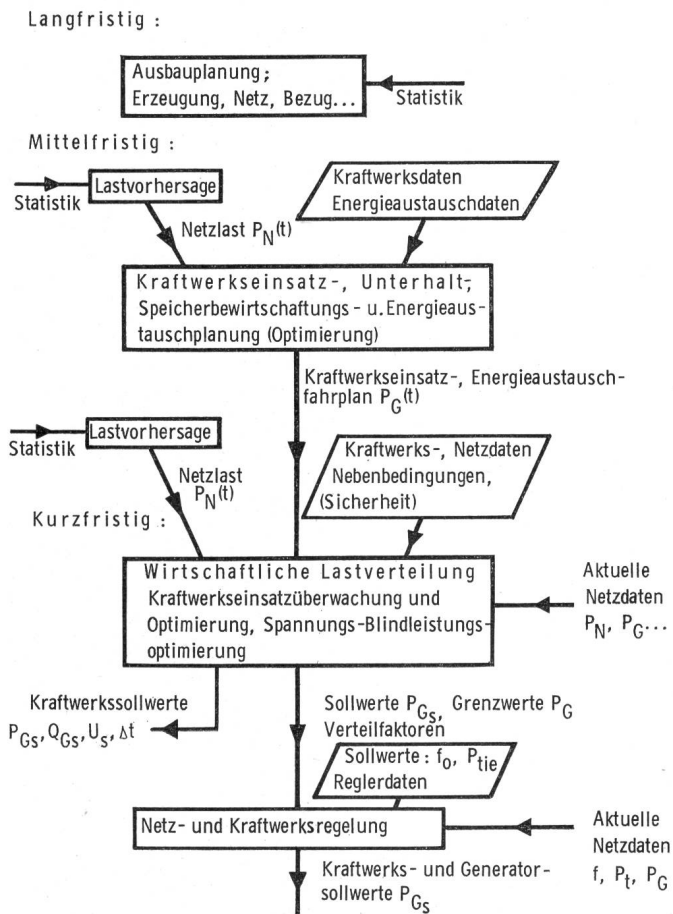 Langfristig :
Ausbauplanung;
Erzeugung, Netz, Bezug...
Statistik
Mittelfristig :
Lastvorhersage
Statistik
Netzlast P_N(t)
Kraftwerksdaten
Energieaustauschdaten
Kraftwerkseinsatz-, Unterhalt-,
Speicherbewirtschaftungs- u. Energieaus-
tauschplanung (Optimierung)
Kraftwerkseinsatz-, Energieaustausch-
fahrplan P_G(t)
Lastvorhersage
Statistik
Netzlast
P_N(t)
Kraftwerks-, Netzdaten
Nebenbedingungen,
(Sicherheit)
Kurzfristig :
Wirtschaftliche Lastverteilung
Kraftwerkseinsatzüberwachung und
Optimierung, Spannungs-Blindleistungs-
optimierung
Aktuelle
Netzdaten
P_N, P_G...
Kraftwerkssollwerte
P_Gs, Q_Gs, U_s, Δt
Sollwerte P_Gs, Grenzwerte P_G
Verteilfaktoren
Sollwerte : f_o, P_tie
Reglerdaten
Netz- und Kraftwerksregelung
Aktuelle
Netzdaten
f, P_t, P_G
Kraftwerks- und Generator-
sollwerte P_Gs